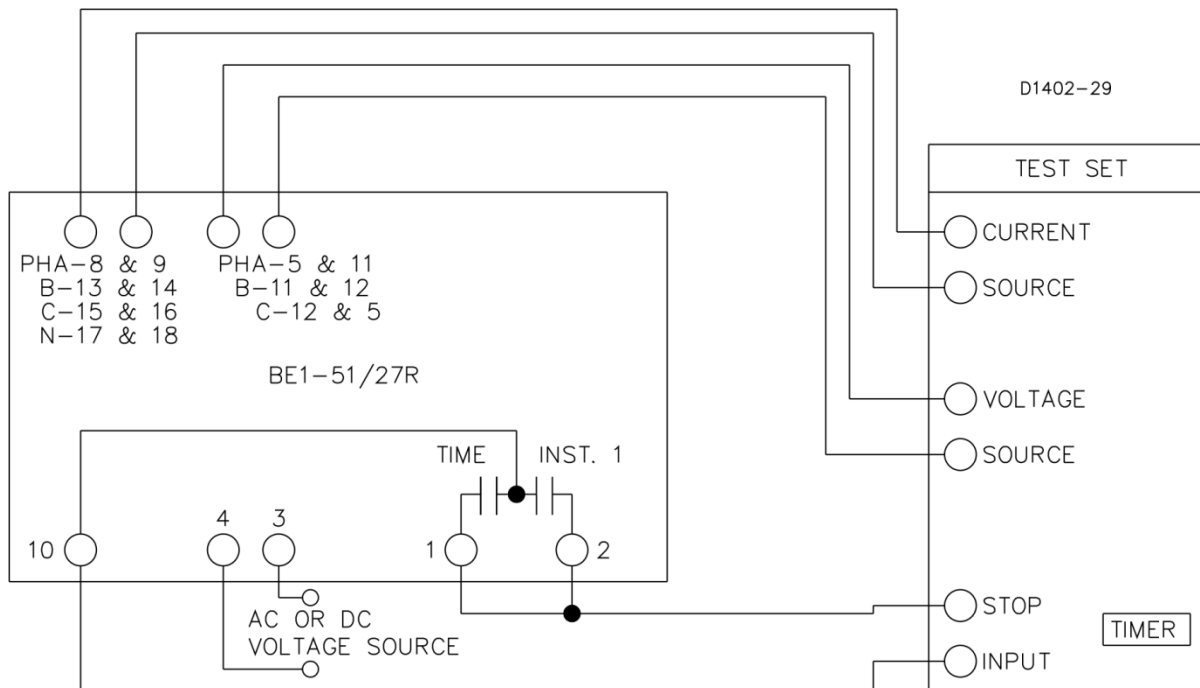 D1402-29
TEST SET
CURRENT
SOURCE
VOLTAGE
SOURCE
PHA-8 & 9
B-13 & 14
C-15 & 16
N-17 & 18
PHA-5 & 11
B-11 & 12
C-12 & 5
BE1-51/27R
TIME
INST. 1
10
4
3
1
2
AC OR DC
VOLTAGE SOURCE
STOP
INPUT
TIMER